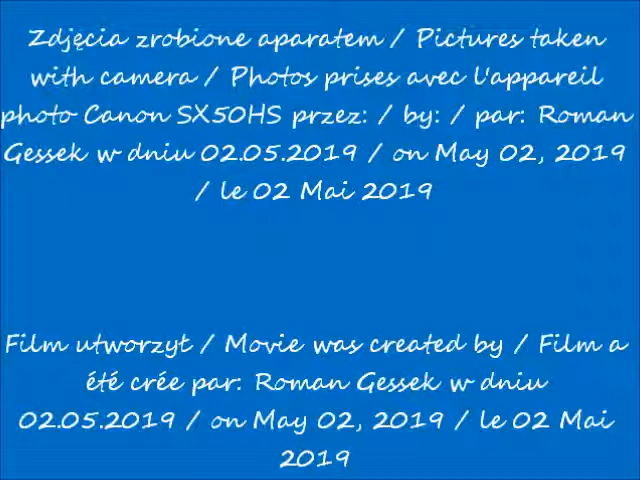 Zdjęcia zrobione aparatem / Pictures taken
with camera / Photos prises avec l'appareil
photo Canon SX50HS przez: / by: / par: Roman
Gessek w dniu 02.05.2019 / on May 02, 2019
/ le 02 Mai 2019
Film utworzył / Movie was created by / Film a
été crée par: Roman Gessek w dniu
02.05.2019 / on May 02, 2019 / le 02 Mai
2019